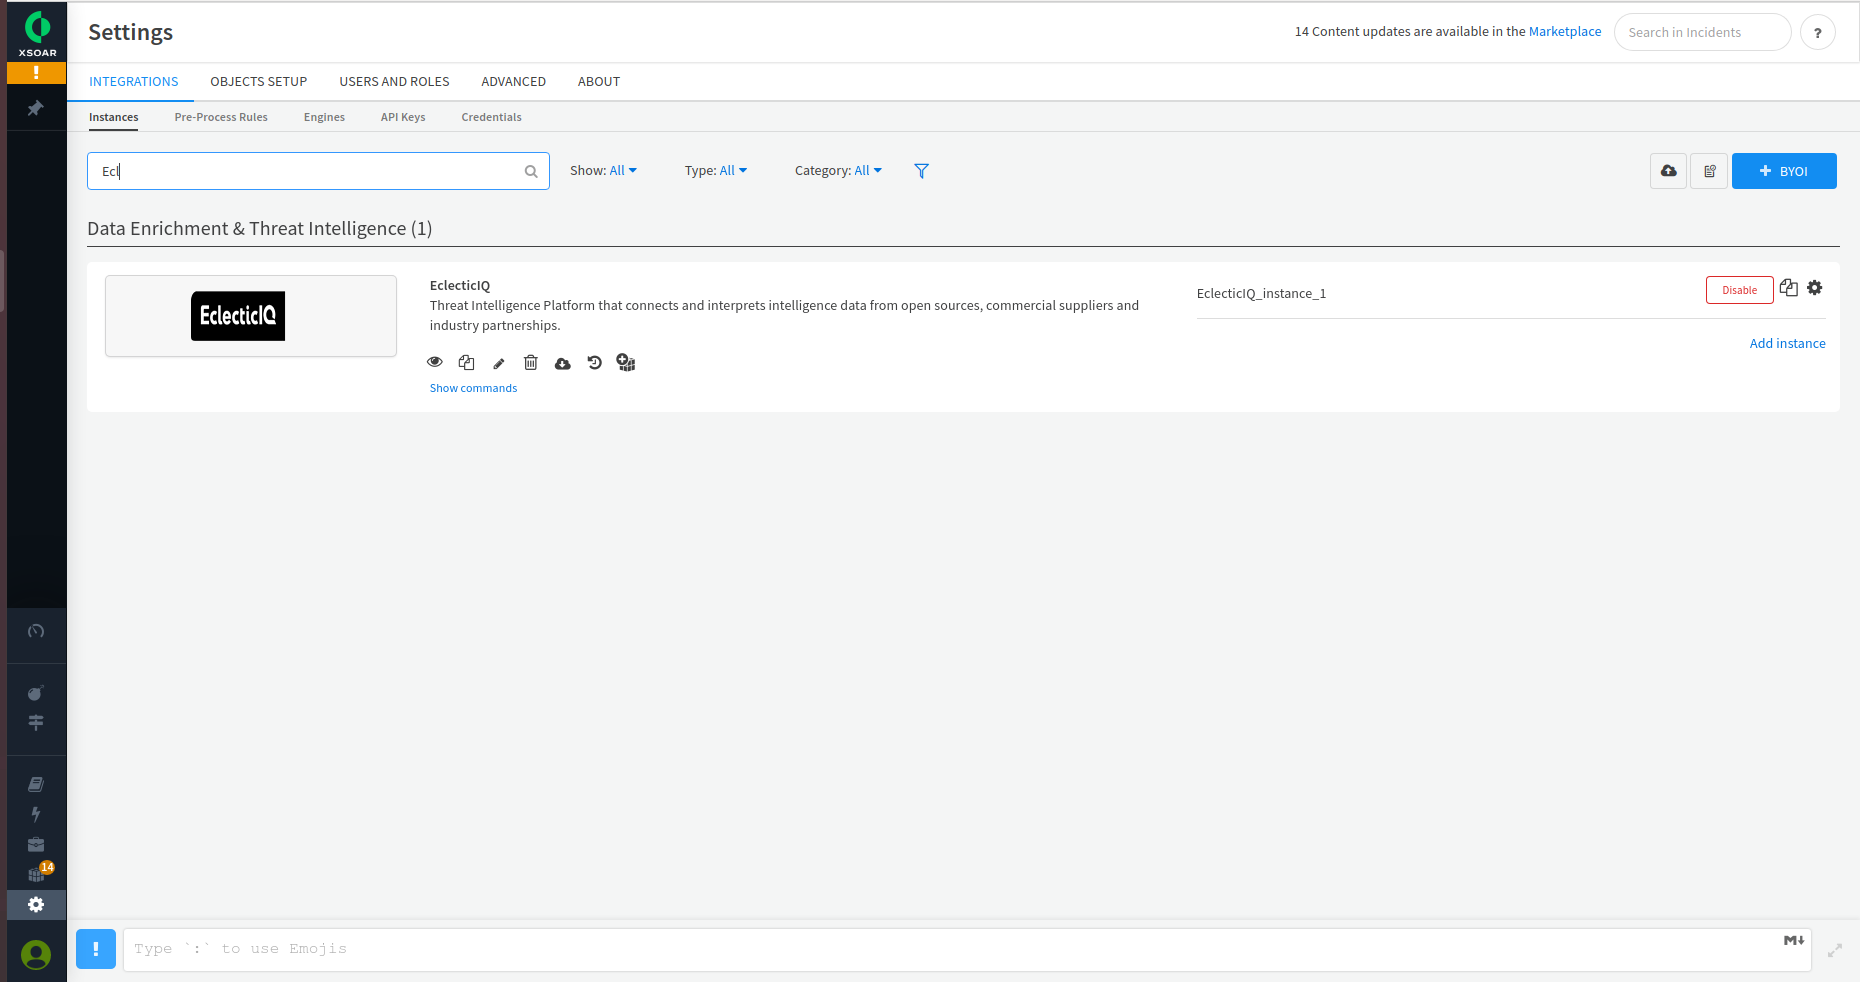 XSOAR
Settings
14 Content updates are available in the Marketplace
Search in Incidents
?
!
INTEGRATIONS OBJECTS SETUP USERS AND ROLES ADVANCED ABOUT
Instances Pre-Process Rules Engines API Keys Credentials
Ecl
Show: All Type: All Category: All
BYOI
Data Enrichment & Threat Intelligence (1)
EclecticIQ
EclecticIQ
Threat Intelligence Platform that connects and interprets intelligence data from open sources, commercial suppliers and
industry partnerships.
Show commands
EclecticIQ_instance_1
Disable
Add instance
14
!
Type `:` to use Emojis
M